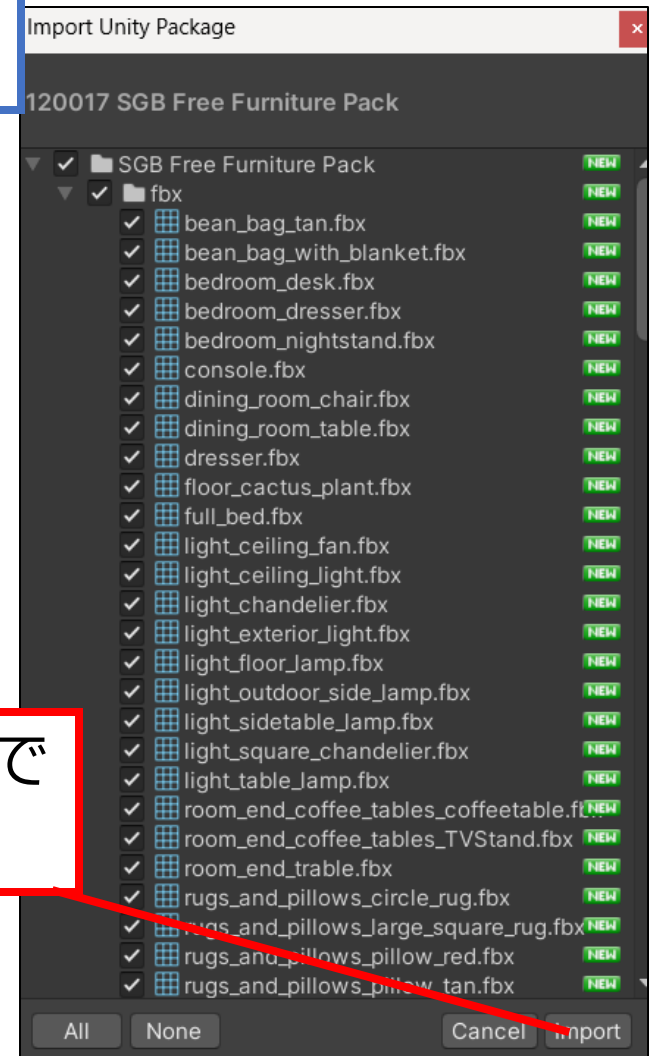 Import Unity Package
120017 SGB Free Furniture Pack
SGB Free Furniture Pack NEW
fbx NEW
bean_bag_tan.fbx NEW
bean_bag_with_blanket.fbx NEW
bedroom_desk.fbx NEW
bedroom_dresser.fbx NEW
bedroom_nightstand.fbx NEW
console.fbx NEW
dining_room_chair.fbx NEW
dining_room_table.fbx NEW
dresser.fbx NEW
floor_cactus_plant.fbx NEW
full_bed.fbx NEW
light_ceiling_fan.fbx NEW
light_ceiling_light.fbx NEW
light_chandelier.fbx NEW
light_exterior_light.fbx NEW
light_floor_lamp.fbx NEW
light_outdoor_side_lamp.fbx NEW
light_sidetable_lamp.fbx NEW
light_square_chandelier.fbx NEW
で
light_table_lamp.fbx NEW
room_end_coffee_tables_coffeetable.fbx NEW
room_end_coffee_tables_TVStand.fbx NEW
room_end_trable.fbx NEW
rugs_and_pillows_circle_rug.fbx NEW
rugs_and_pillows_large_square_rug.fbx NEW
rugs_and_pillows_pillow_red.fbx NEW
rugs_and_pillows_pillow_tan.fbx NEW
All None Cancel Import